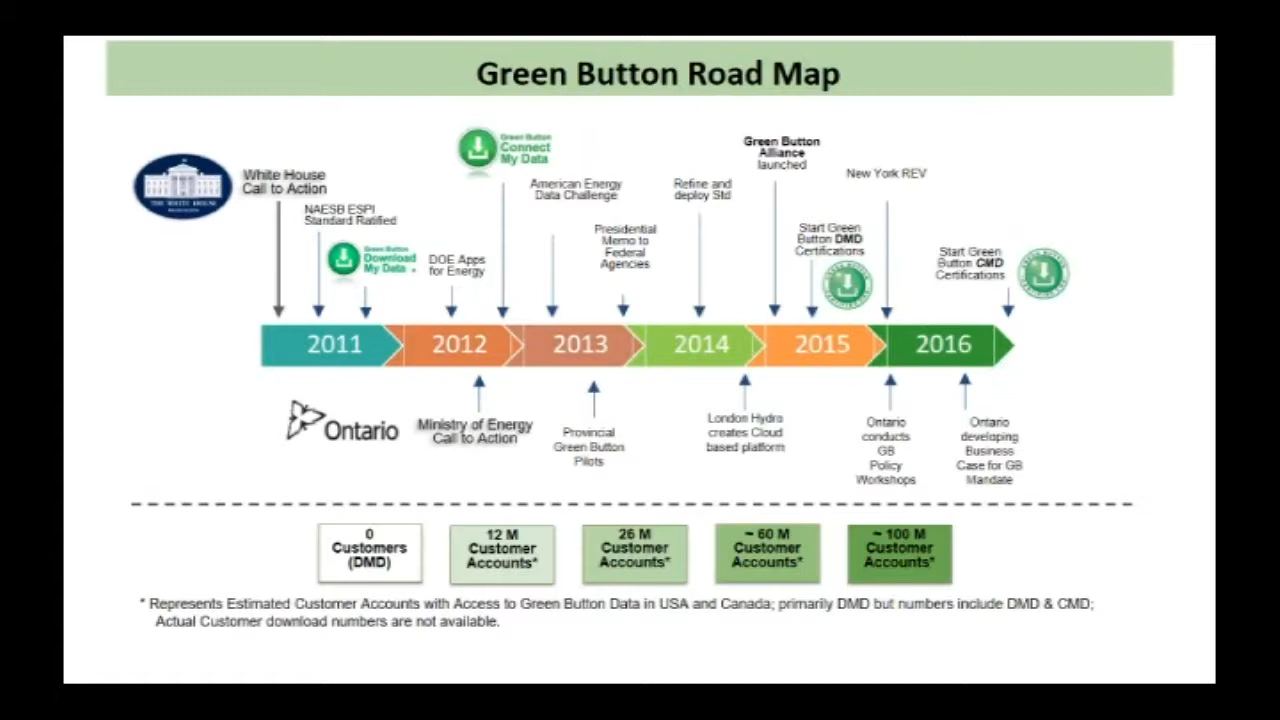 Green Button Road Map
Green Button
Connect
My Data
Green Button
Alliance
launched
White House
Call to Action
THE WHITE HOUSE
American Energy
Data Challenge
Refine and
deploy Std
New York REV
NAESB ESPI
Standard Ratified
Green Button
Download
My Data
DOE Apps
for Energy
Presidential
Memo to
Federal
Agencies
Start Green
Button DMD
Certifications
Start Green
Button CMD
Certifications
2011
2012
2013
2014
2015
2016
Ontario
Ministry of Energy
Call to Action
Provincial
Green Button
Pilots
London Hydro
creates Cloud
based platform
Ontario
conducts
GB
Policy
Workshops
Ontario
developing
Business
Case for GB
Mandate
0
Customers
(DMD)
12 M
Customer
Accounts*
26 M
Customer
Accounts*
~ 60 M
Customer
Accounts*
~ 100 M
Customer
Accounts*
* Represents Estimated Customer Accounts with Access to Green Button Data in USA and Canada; primarily DMD but numbers include DMD & CMD;
Actual Customer download numbers are not available.